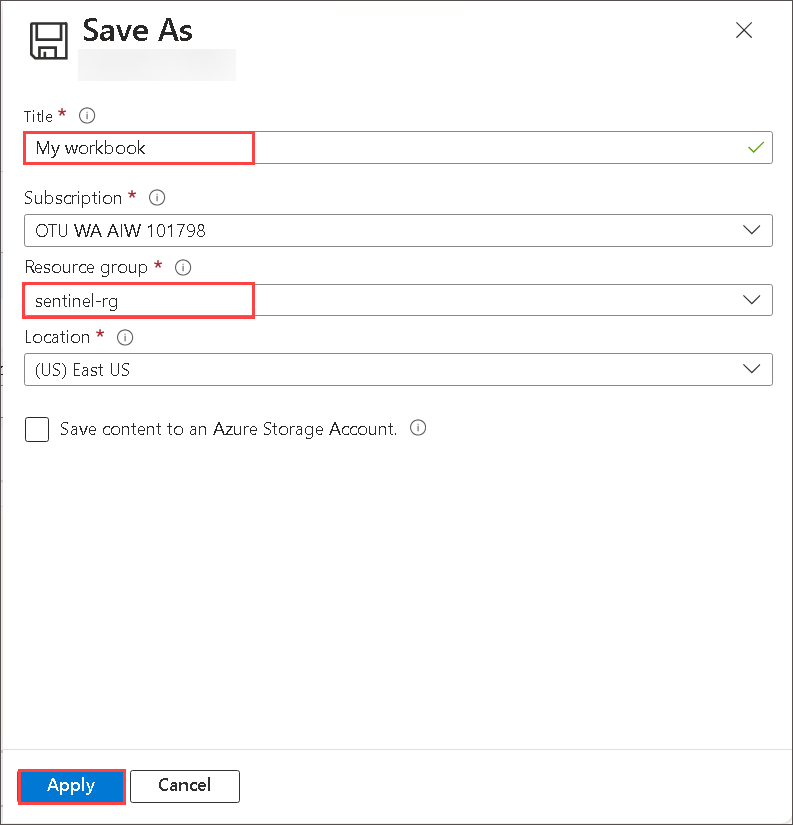 Save As
Title *
My workbook
Subscription *
OTU WA AIW 101798
Resource group *
sentinel-rg
Location *
(US) East US
Save content to an Azure Storage Account.
Apply Cancel